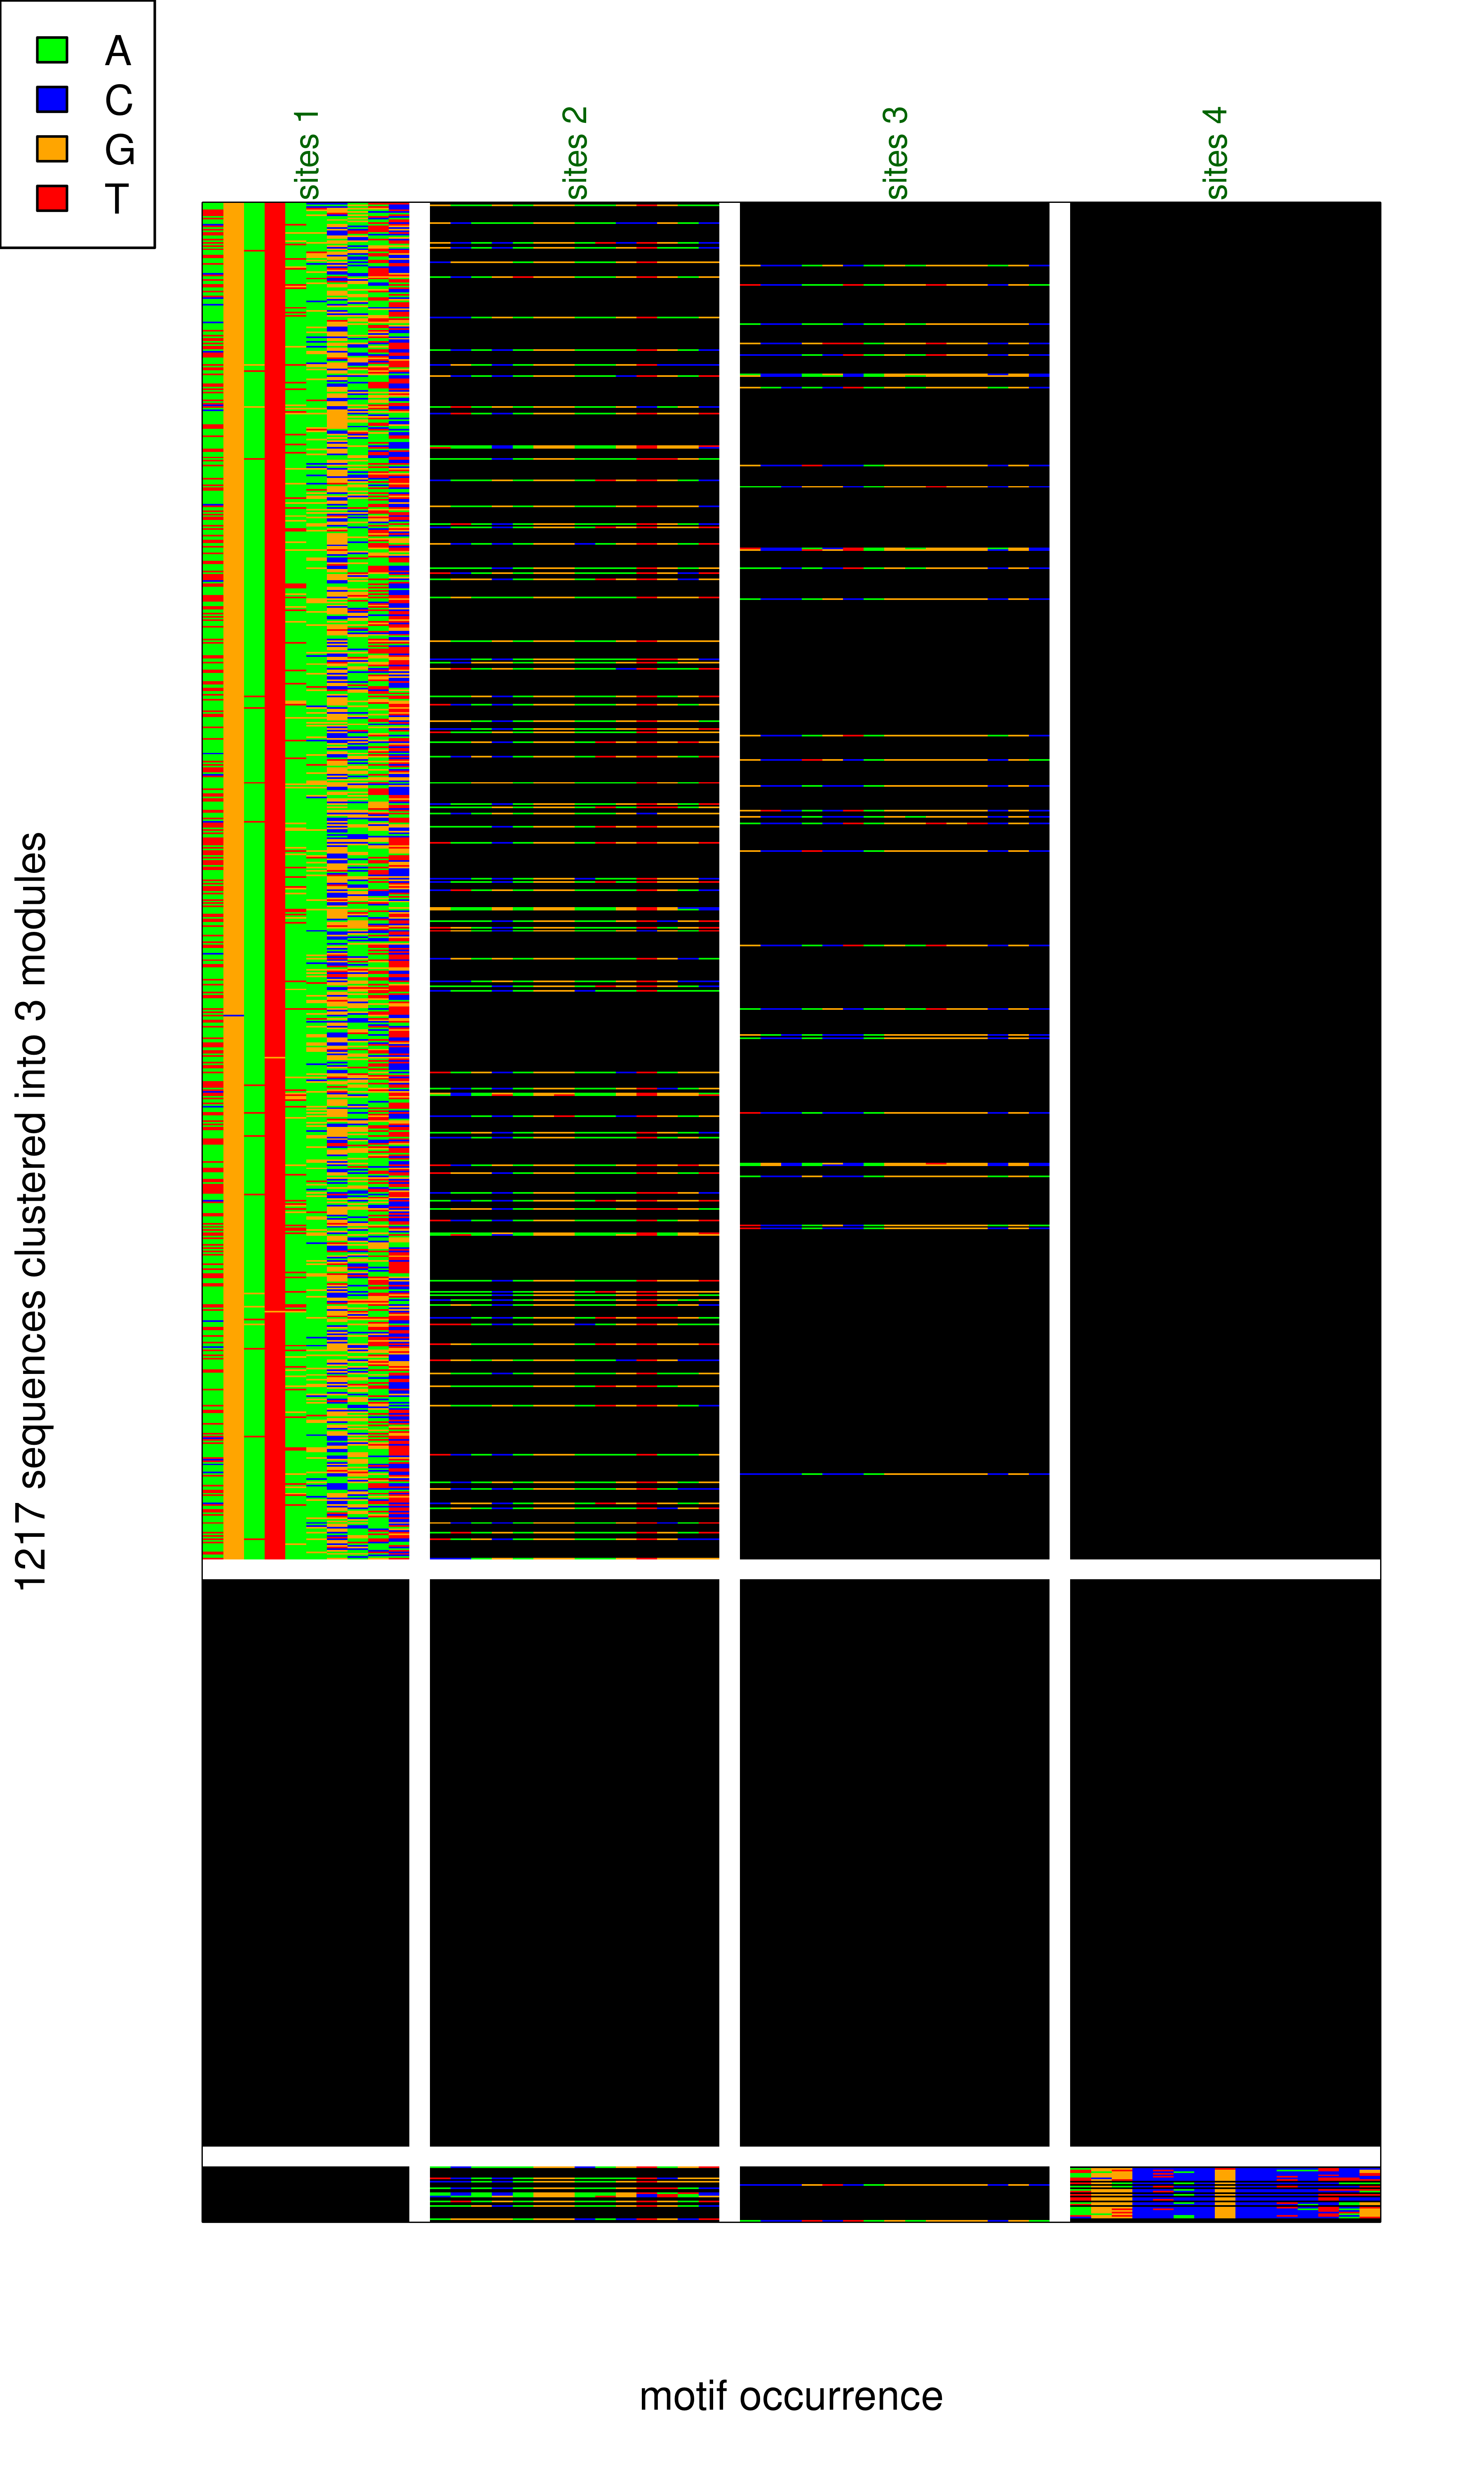 A
C
G
T
sites 1
sites 2
sites 3
sites 4
1217 sequences clustered into 3 modules
motif occurrence